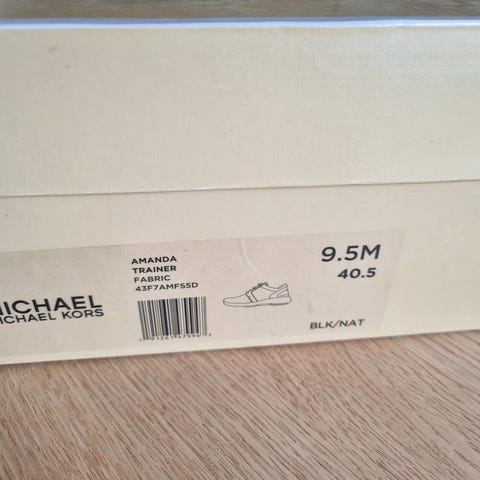 AMANDA
TRAINER
FABRIC
43F7AMFS5D
9.5M
40.5
MICHAEL
MICHAEL KORS
BLK/NAT